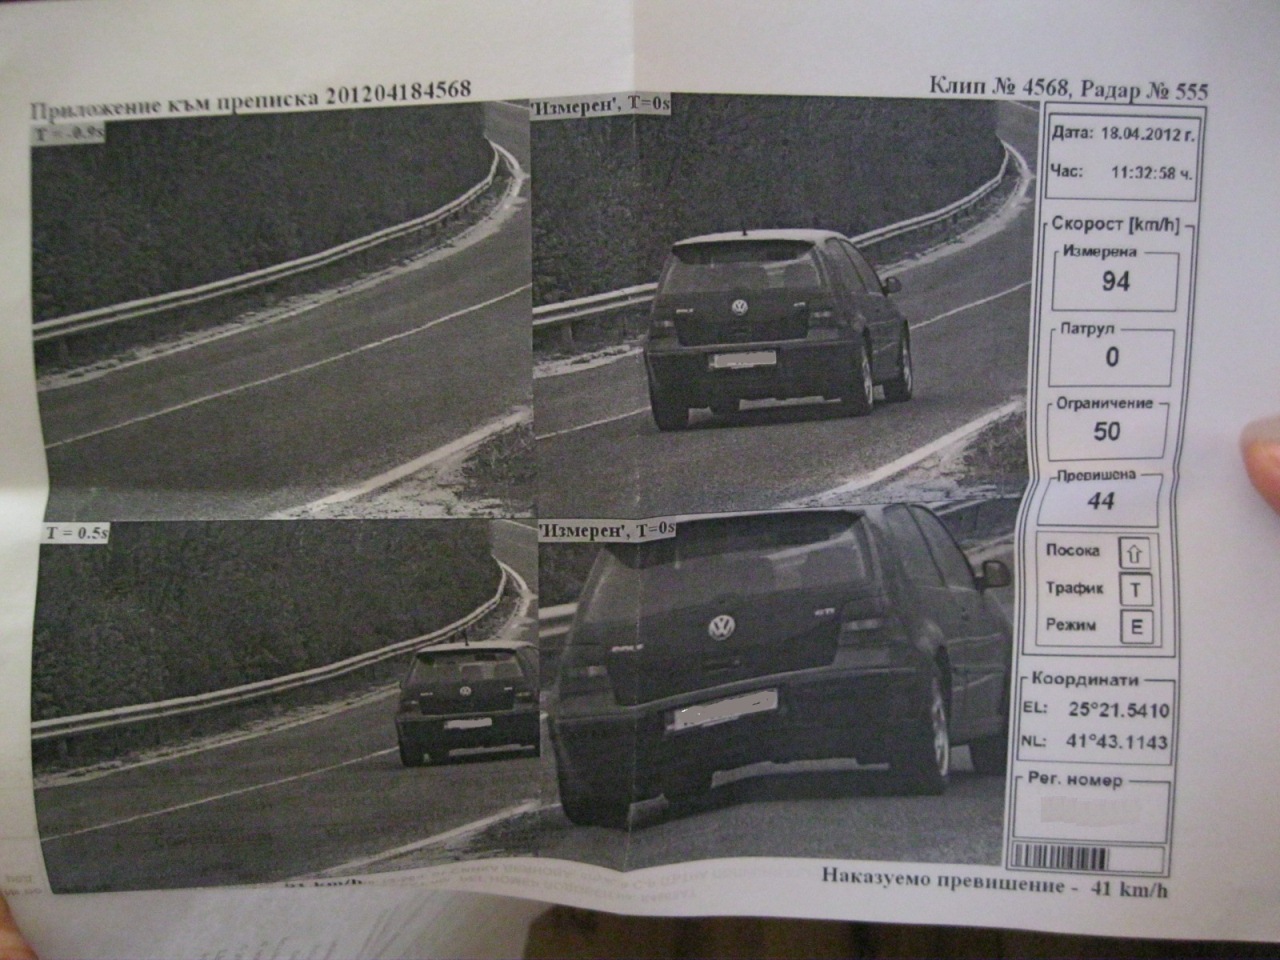 Приложение към преписка 201204184568
Клип № 4568, Радар № 555
T = -0.9s
'Измерен', T=0s
T = 0.5s
'Измерен', T=0s
Дата: 18.04.2012 г.
Час: 11:32:58 ч.
Скорост [km/h]
Измерена
94
Патрул
0
Ограничение
50
Превишена
44
Посока ⇧
Трафик T
Режим E
Координати
EL: 25°21.5410
NL: 41°43.1143
Рег. номер
Наказуемо превишение - 41 km/h